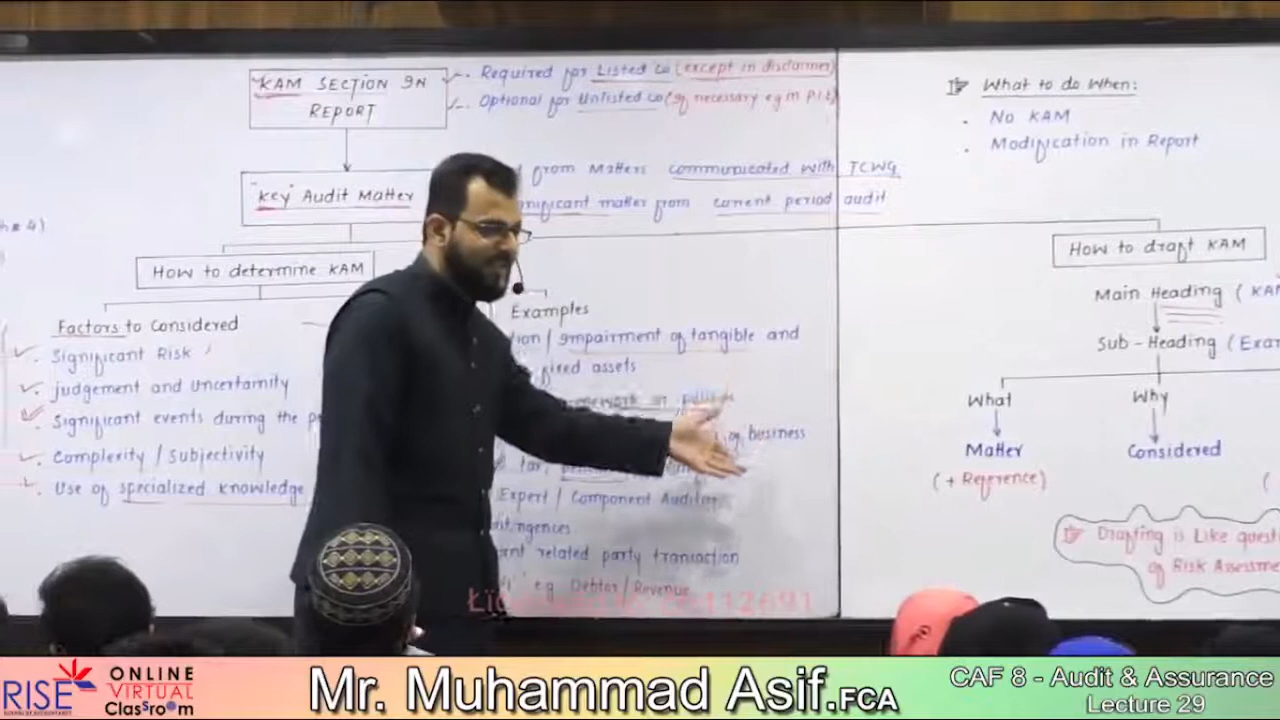 KAM SECTION IN
REPORT
Required for Listed Co (except in disclaimer)
Optional for Unlisted Co (if necessary e.g in P.I.E)
"Key" Audit Matter
from Matters communicated with TCWG
matter from current period audit
How to determine KAM
Factors to Considered
Significant Risk
judgement and uncertainity
Significant events during the
Complexity / Subjectivity
Use of specialized knowledge
Examples
impairment of tangible and
fixed assets
of business
tax,
Expert / Component Auditor
related party transaction
e.g Debtor/Revenue
What to do When:
No KAM
Modification in Report
How to draft KAM
Main Heading
Sub-Heading
What
Why
Matter
Considered
(+ Reference)
Drafting is Like
of Risk
RISE
ONLINE
VIRTUAL
Classroom
Mr. Muhammad Asif.FCA
CAF 8 - Audit & Assurance
Lecture 29